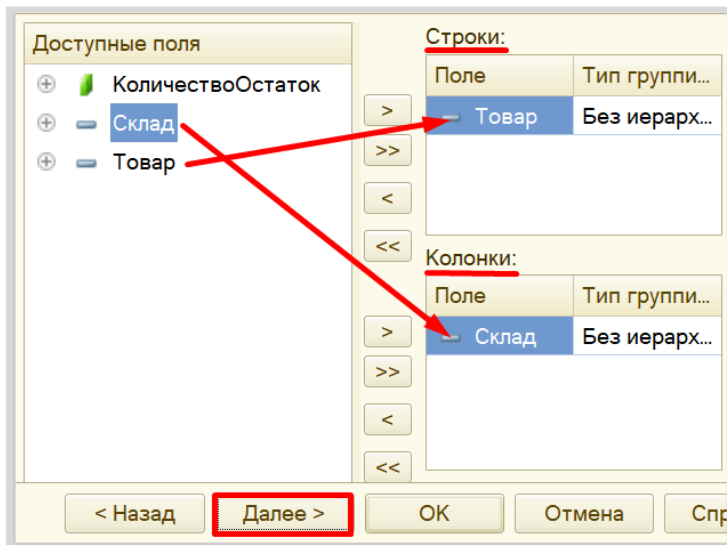 Доступные поля
КоличествоОстаток
Склад
Товар
>
>>
<
<<
>
>>
<
<<
Строки:
Поле Тип группи...
Товар Без иерарх...
Колонки:
Поле Тип группи...
Склад Без иерарх...
< Назад Далее > OK Отмена Спр